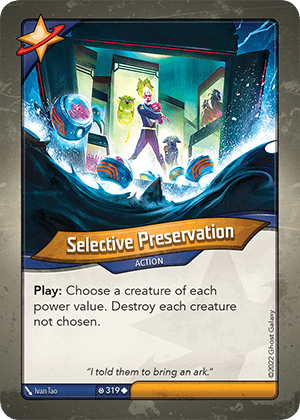 Selective Preservation
ACTION
Play: Choose a creature of each
power value. Destroy each creature
not chosen.
"I told them to bring an ark."
©2022 Ghost Galaxy
Ivan Tao
319